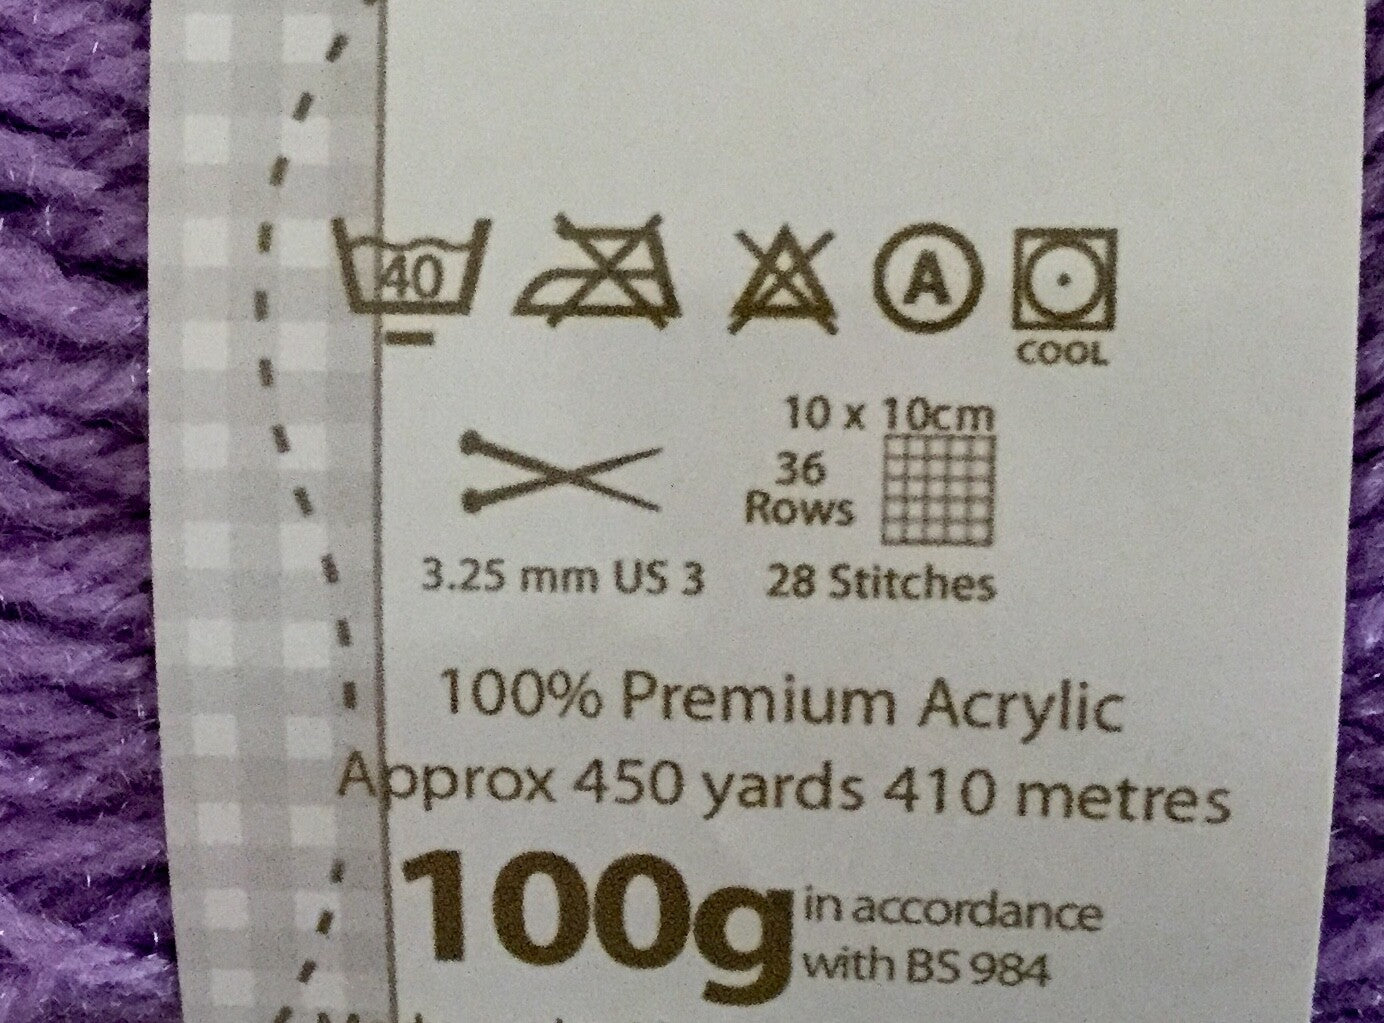 40
A
COOL
10 x 10cm
36
Rows
3.25 mm US 3
28 Stitches
100% Premium Acrylic
Approx 450 yards 410 metres
100g in accordance
with BS 984